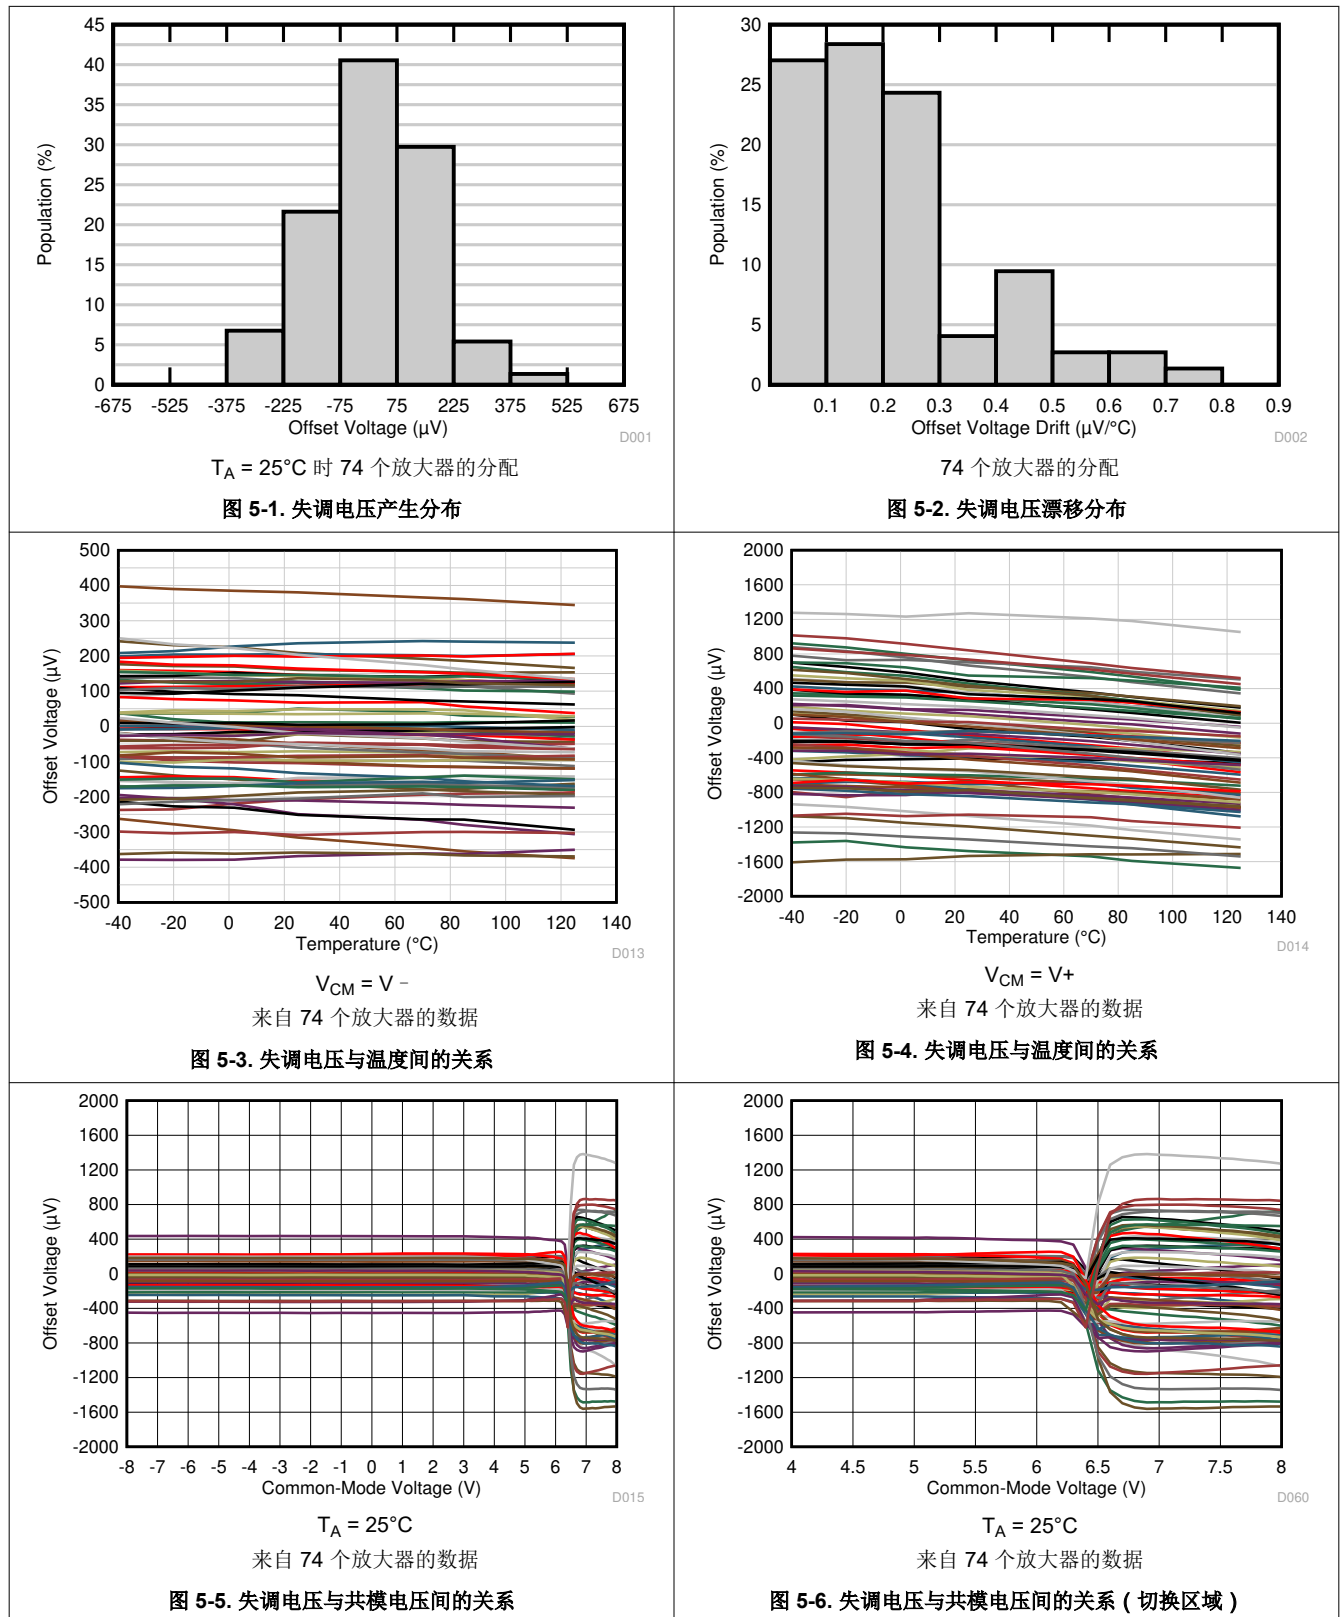 45
40
35
30
25
20
15
10
5
0
Population (%)
-675 -525 -375 -225 -75 75 225 375 525 675
Offset Voltage (µV)
D001
T_A = 25°C 时 74 个放大器的分配
图 5-1. 失调电压产生分布
30
25
20
15
10
5
0
Population (%)
0.1 0.2 0.3 0.4 0.5 0.6 0.7 0.8 0.9
Offset Voltage Drift (µV/°C)
D002
74 个放大器的分配
图 5-2. 失调电压漂移分布
500
400
300
200
100
0
-100
-200
-300
-400
-500
Offset Voltage (µV)
-40 -20 0 20 40 60 80 100 120 140
Temperature (°C)
D013
V_CM = V −
来自 74 个放大器的数据
图 5-3. 失调电压与温度间的关系
2000
1600
1200
800
400
0
-400
-800
-1200
-1600
-2000
Offset Voltage (µV)
-40 -20 0 20 40 60 80 100 120 140
Temperature (°C)
D014
V_CM = V+
来自 74 个放大器的数据
图 5-4. 失调电压与温度间的关系
2000
1600
1200
800
400
0
-400
-800
-1200
-1600
-2000
Offset Voltage (µV)
-8 -7 -6 -5 -4 -3 -2 -1 0 1 2 3 4 5 6 7 8
Common-Mode Voltage (V)
D015
T_A = 25°C
来自 74 个放大器的数据
图 5-5. 失调电压与共模电压间的关系
2000
1600
1200
800
400
0
-400
-800
-1200
-1600
-2000
Offset Voltage (µV)
4 4.5 5 5.5 6 6.5 7 7.5 8
Common-Mode Voltage (V)
D060
T_A = 25°C
来自 74 个放大器的数据
图 5-6. 失调电压与共模电压间的关系（切换区域）